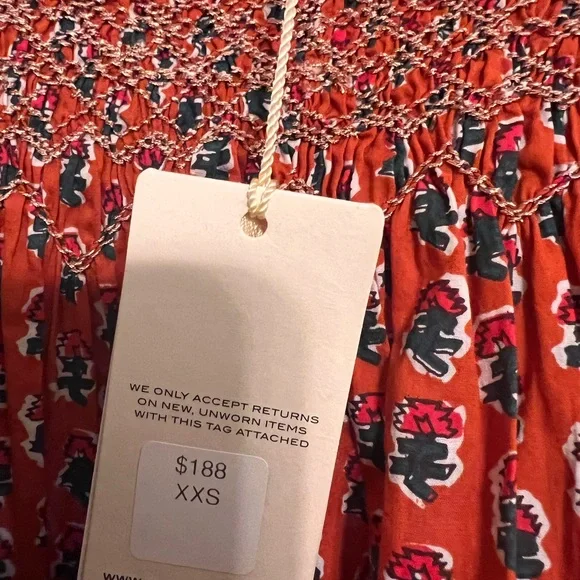 WE ONLY ACCEPT RETURNS
ON NEW, UNWORN ITEMS
WITH THIS TAG ATTACHED
$188
XXS